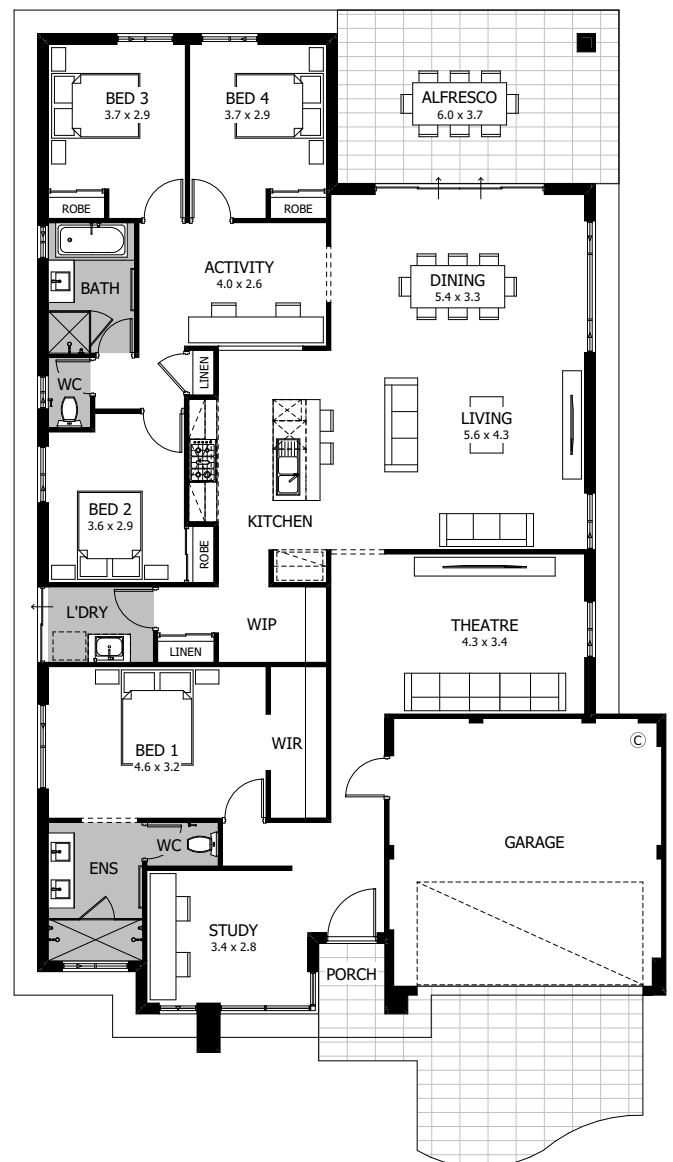 BED 3
3.7 x 2.9
BED 4
3.7 x 2.9
ALFRESCO
6.0 x 3.7
ROBE
ROBE
ACTIVITY
4.0 x 2.6
BATH
DINING
5.4 x 3.3
LINEN
WC
LIVING
5.6 x 4.3
BED 2
3.6 x 2.9
KITCHEN
ROBE
L'DRY
WIP
THEATRE
4.3 x 3.4
LINEN
BED 1
4.6 x 3.2
WIR
©
GARAGE
WC
ENS
STUDY
3.4 x 2.8
PORCH